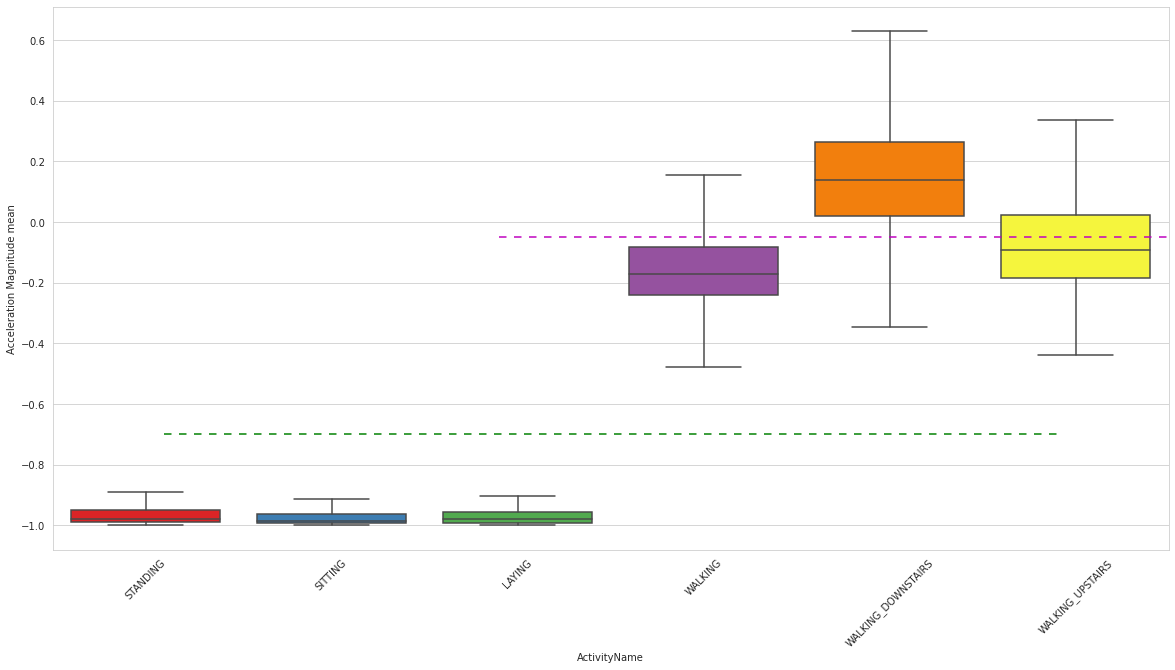 Acceleration Magnitude mean
0.6
0.4
0.2
0.0
−0.2
−0.4
−0.6
−0.8
−1.0
STANDING
SITTING
LAYING
WALKING
WALKING_DOWNSTAIRS
WALKING_UPSTAIRS
ActivityName